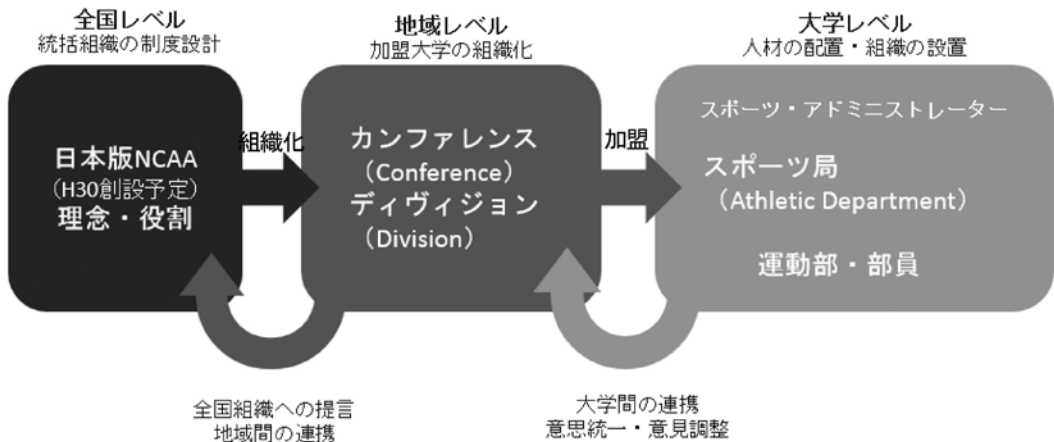 全国レベル
統括組織の制度設計
日本版NCAA
（H30創設予定）
理念・役割
組織化
地域レベル
加盟大学の組織化
カンファレンス
（Conference）
ディヴィジョン
（Division）
加盟
大学レベル
人材の配置・組織の設置
スポーツ・アドミニストレーター
スポーツ局
（Athletic Department）
運動部・部員
全国組織への提言
地域間の連携
大学間の連携
意思統一・意見調整